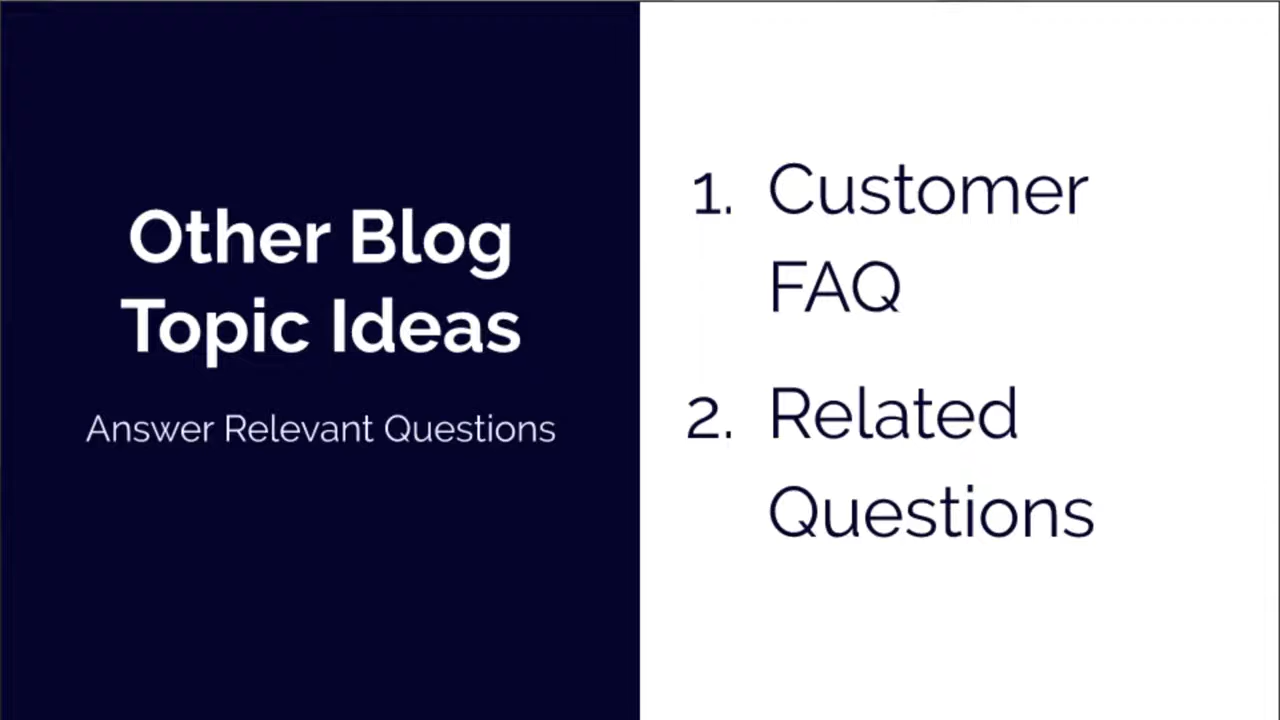 Other Blog
Topic Ideas
Answer Relevant Questions
1. Customer
FAQ
2. Related
Questions